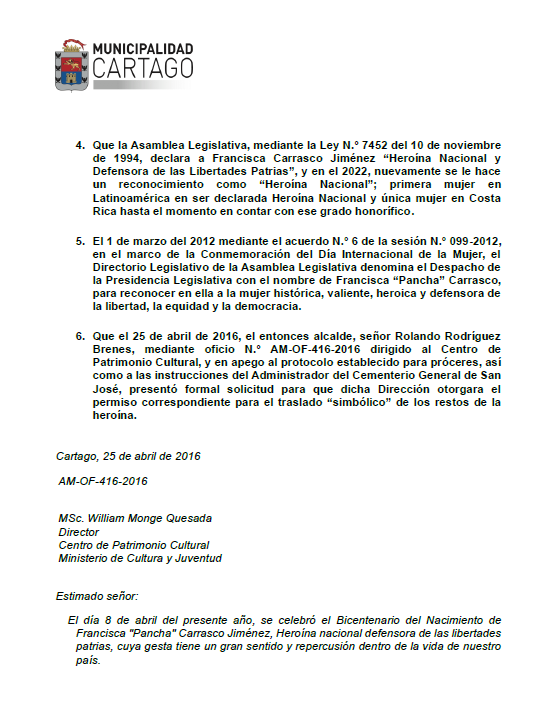 MUNICIPALIDAD
CARTAGO
4. Que la Asamblea Legislativa, mediante la Ley N.º 7452 del 10 de noviembre
de 1994, declara a Francisca Carrasco Jiménez “Heroína Nacional y
Defensora de las Libertades Patrias”, y en el 2022, nuevamente se le hace
un reconocimiento como “Heroína Nacional”; primera mujer en
Latinoamérica en ser declarada Heroína Nacional y única mujer en Costa
Rica hasta el momento en contar con ese grado honorífico.
5. El 1 de marzo del 2012 mediante el acuerdo N.° 6 de la sesión N.° 099-2012,
en el marco de la Conmemoración del Día Internacional de la Mujer, el
Directorio Legislativo de la Asamblea Legislativa denomina el Despacho de
la Presidencia Legislativa con el nombre de Francisca “Pancha” Carrasco,
para reconocer en ella a la mujer histórica, valiente, heroica y defensora de
la libertad, la equidad y la democracia.
6. Que el 25 de abril de 2016, el entonces alcalde, señor Rolando Rodríguez
Brenes, mediante oficio N.º AM-OF-416-2016 dirigido al Centro de
Patrimonio Cultural, y en apego al protocolo establecido para próceres, así
como a las instrucciones del Administrador del Cementerio General de San
José, presentó formal solicitud para que dicha Dirección otorgara el
permiso correspondiente para el traslado “simbólico” de los restos de la
heroína.
Cartago, 25 de abril de 2016
AM-OF-416-2016
MSc. William Monge Quesada
Director
Centro de Patrimonio Cultural
Ministerio de Cultura y Juventud
Estimado señor:
El día 8 de abril del presente año, se celebró el Bicentenario del Nacimiento de
Francisca "Pancha" Carrasco Jiménez, Heroína nacional defensora de las libertades
patrias, cuya gesta tiene un gran sentido y repercusión dentro de la vida de nuestro
país.